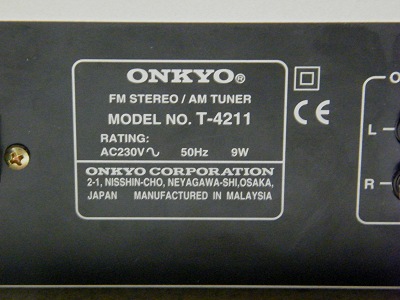 ONKYO®
FM STEREO / AM TUNER
MODEL NO. T-4211
RATING:
AC230V∿ 50Hz 9W
ONKYO CORPORATION
2-1, NISSHIN-CHO, NEYAGAWA-SHI,OSAKA,
JAPAN MANUFACTURED IN MALAYSIA
CE
O
L
R